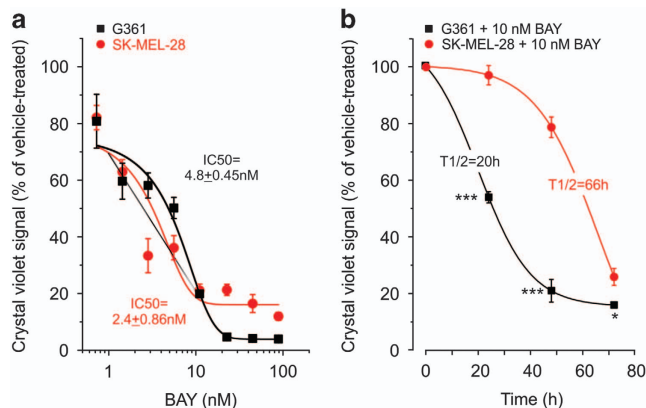 a
G361
SK-MEL-28
Crystal violet signal (% of vehicle-treated)
100
80
60
40
20
0
IC50=
4.8±0.45nM
IC50=
2.4±0.86nM
1
10
100
BAY (nM)
b
G361 + 10 nM BAY
SK-MEL-28 + 10 nM BAY
Crystal violet signal (% of vehicle-treated)
100
80
60
40
20
0
T1/2=20h
T1/2=66h
***
***
*
0
20
40
60
80
Time (h)